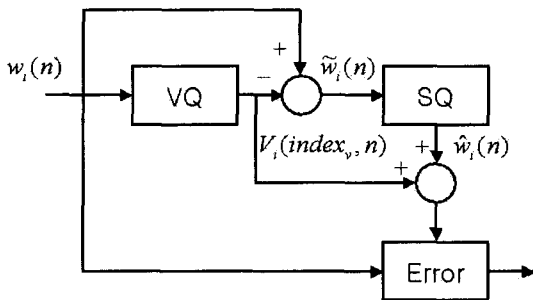 +
w_i(n)
−
w̃_i(n)
VQ
SQ
V_i(index_v, n)
+
ŵ_i(n)
+
Error